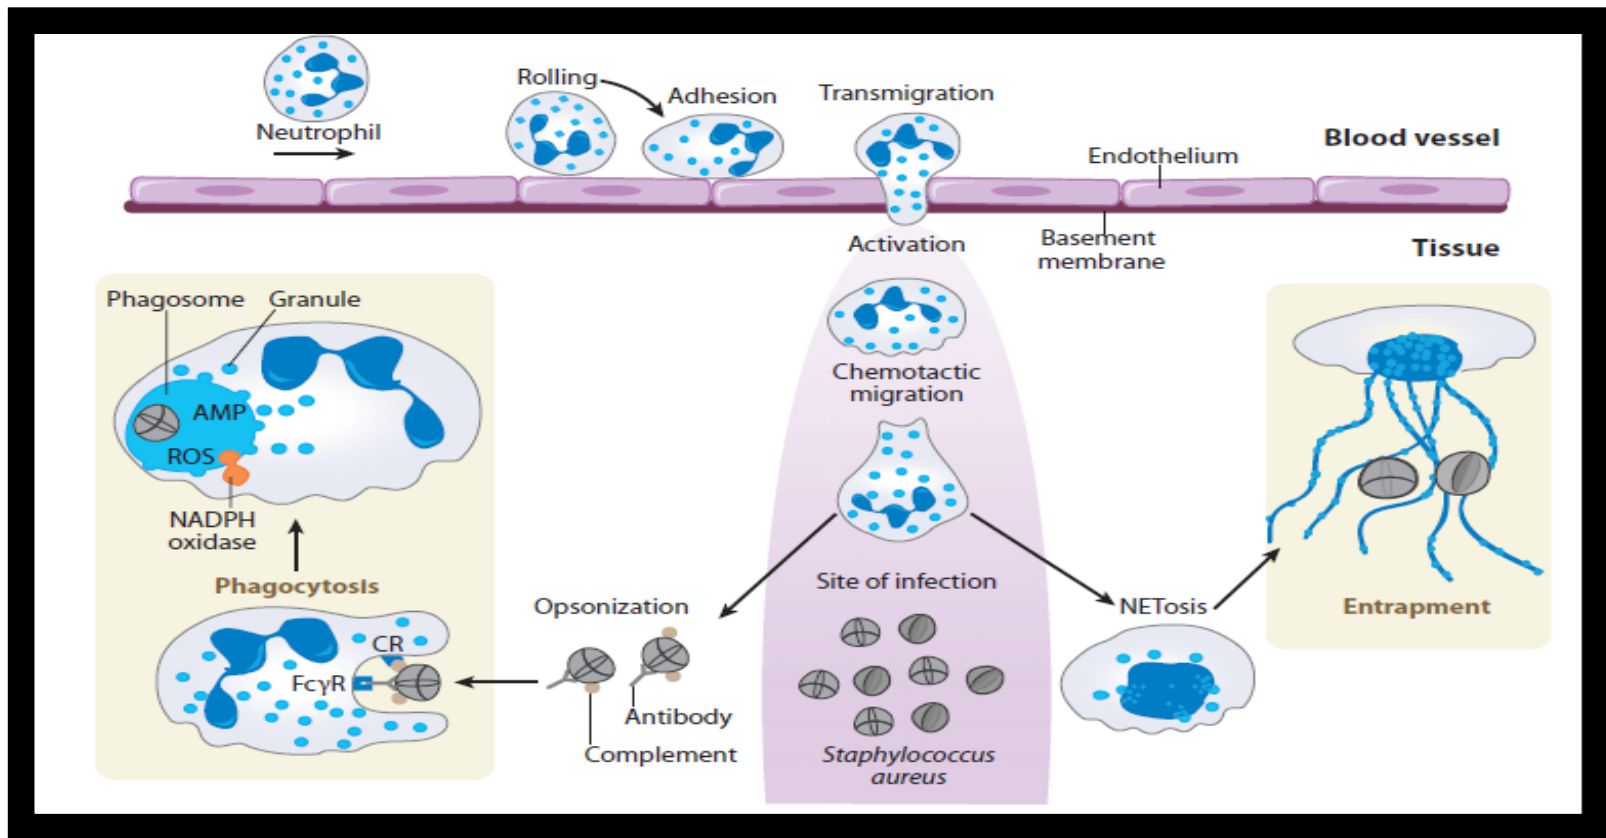 Neutrophil
Rolling
Adhesion
Transmigration
Blood vessel
Endothelium
Basement
membrane
Tissue
Activation
Chemotactic
migration
Phagosome
Granule
AMP
ROS
NADPH
oxidase
Phagocytosis
CR
FcγR
Opsonization
Antibody
Complement
Site of infection
Staphylococcus
aureus
NETosis
Entrapment